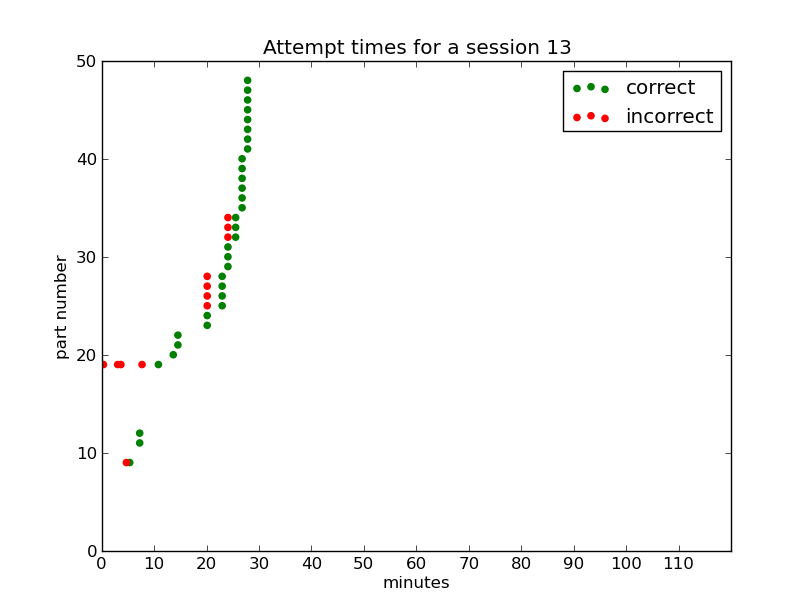 Attempt times for a session 13
correct
incorrect
50
40
30
20
10
0
part number
0 10 20 30 40 50 60 70 80 90 100 110
minutes